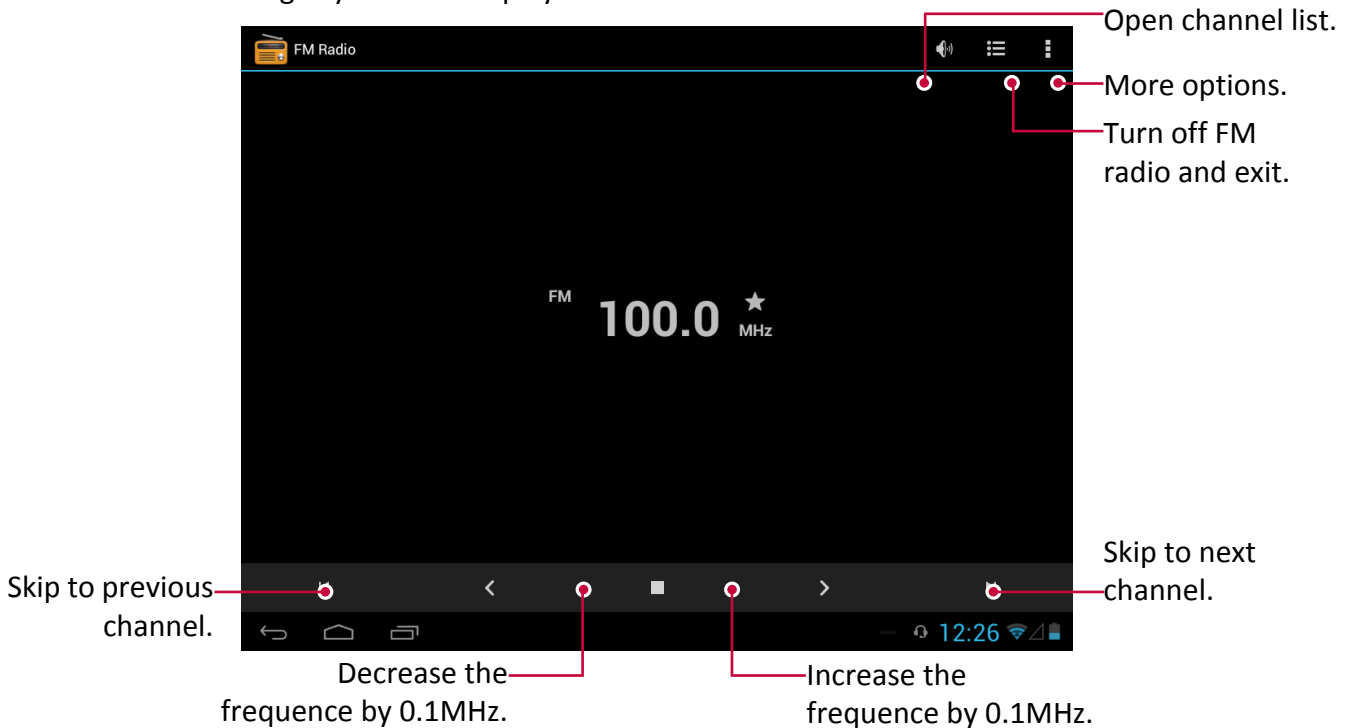 Open channel list.
FM Radio
More options.
Turn off FM
radio and exit.
FM
100.0
MHz
Skip to next
channel.
Skip to previous
channel.
12:26
Decrease the
frequence by 0.1MHz.
Increase the
frequence by 0.1MHz.